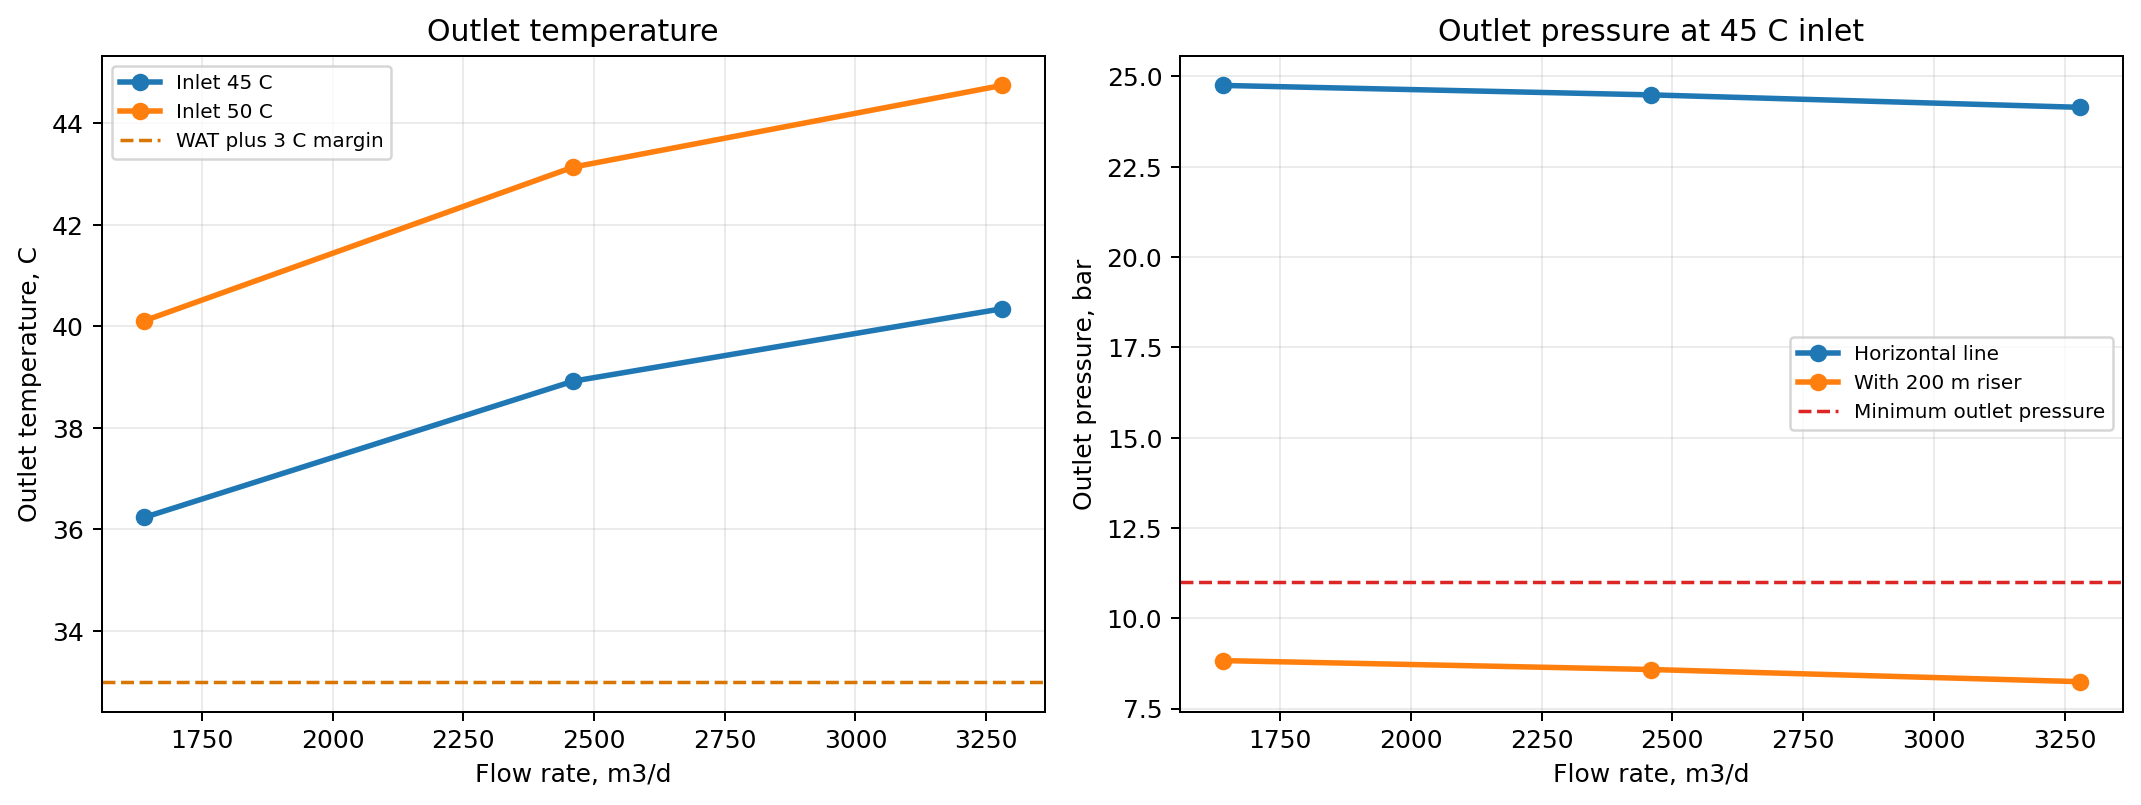 Outlet temperature
Inlet 45 C
Inlet 50 C
WAT plus 3 C margin
Outlet temperature, C
44
42
40
38
36
34
1750 2000 2250 2500 2750 3000 3250
Flow rate, m3/d
Outlet pressure at 45 C inlet
Horizontal line
With 200 m riser
Minimum outlet pressure
Outlet pressure, bar
25.0
22.5
20.0
17.5
15.0
12.5
10.0
7.5
1750 2000 2250 2500 2750 3000 3250
Flow rate, m3/d